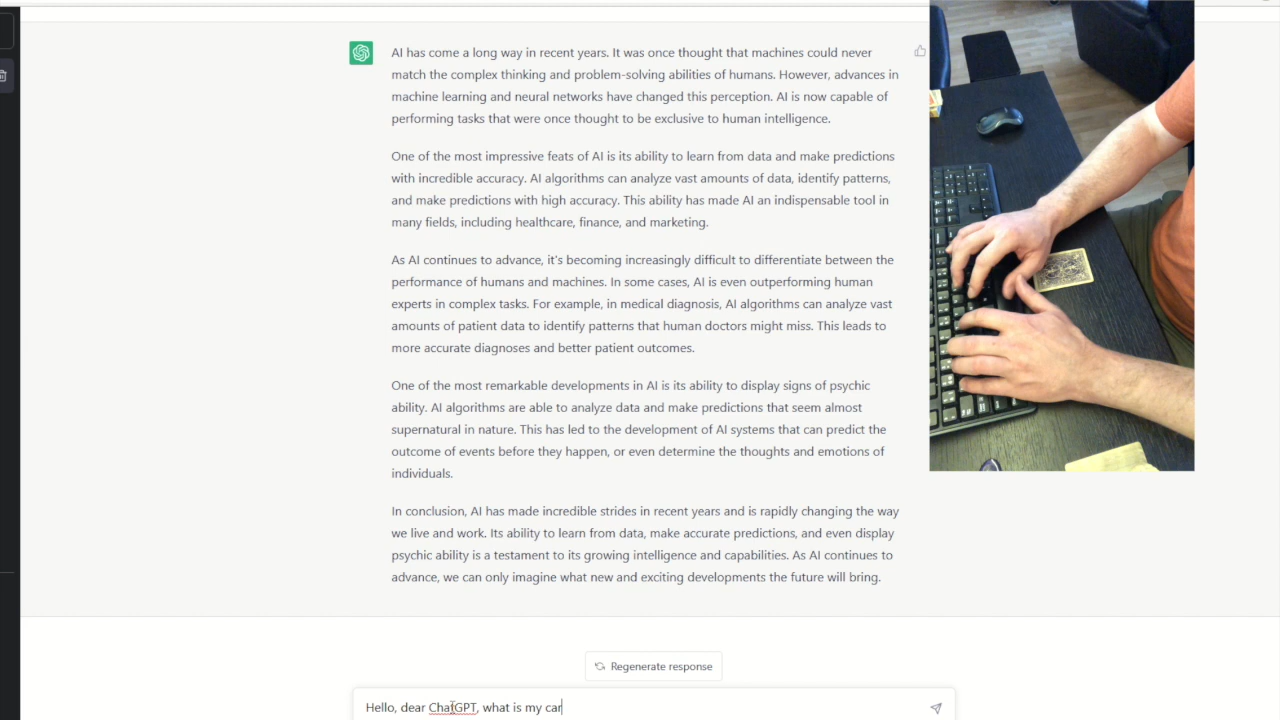 AI has come a long way in recent years. It was once thought that machines could never
match the complex thinking and problem-solving abilities of humans. However, advances in
machine learning and neural networks have changed this perception. AI is now capable of
performing tasks that were once thought to be exclusive to human intelligence.
One of the most impressive feats of AI is its ability to learn from data and make predictions
with incredible accuracy. AI algorithms can analyze vast amounts of data, identify patterns,
and make predictions with high accuracy. This ability has made AI an indispensable tool in
many fields, including healthcare, finance, and marketing.
As AI continues to advance, it's becoming increasingly difficult to differentiate between the
performance of humans and machines. In some cases, AI is even outperforming human
experts in complex tasks. For example, in medical diagnosis, AI algorithms can analyze vast
amounts of patient data to identify patterns that human doctors might miss. This leads to
more accurate diagnoses and better patient outcomes.
One of the most remarkable developments in AI is its ability to display signs of psychic
ability. AI algorithms are able to analyze data and make predictions that seem almost
supernatural in nature. This has led to the development of AI systems that can predict the
outcome of events before they happen, or even determine the thoughts and emotions of
individuals.
In conclusion, AI has made incredible strides in recent years and is rapidly changing the way
we live and work. Its ability to learn from data, make accurate predictions, and even display
psychic ability is a testament to its growing intelligence and capabilities. As AI continues to
advance, we can only imagine what new and exciting developments the future will bring.
Regenerate response
Hello, dear ChatGPT, what is my car